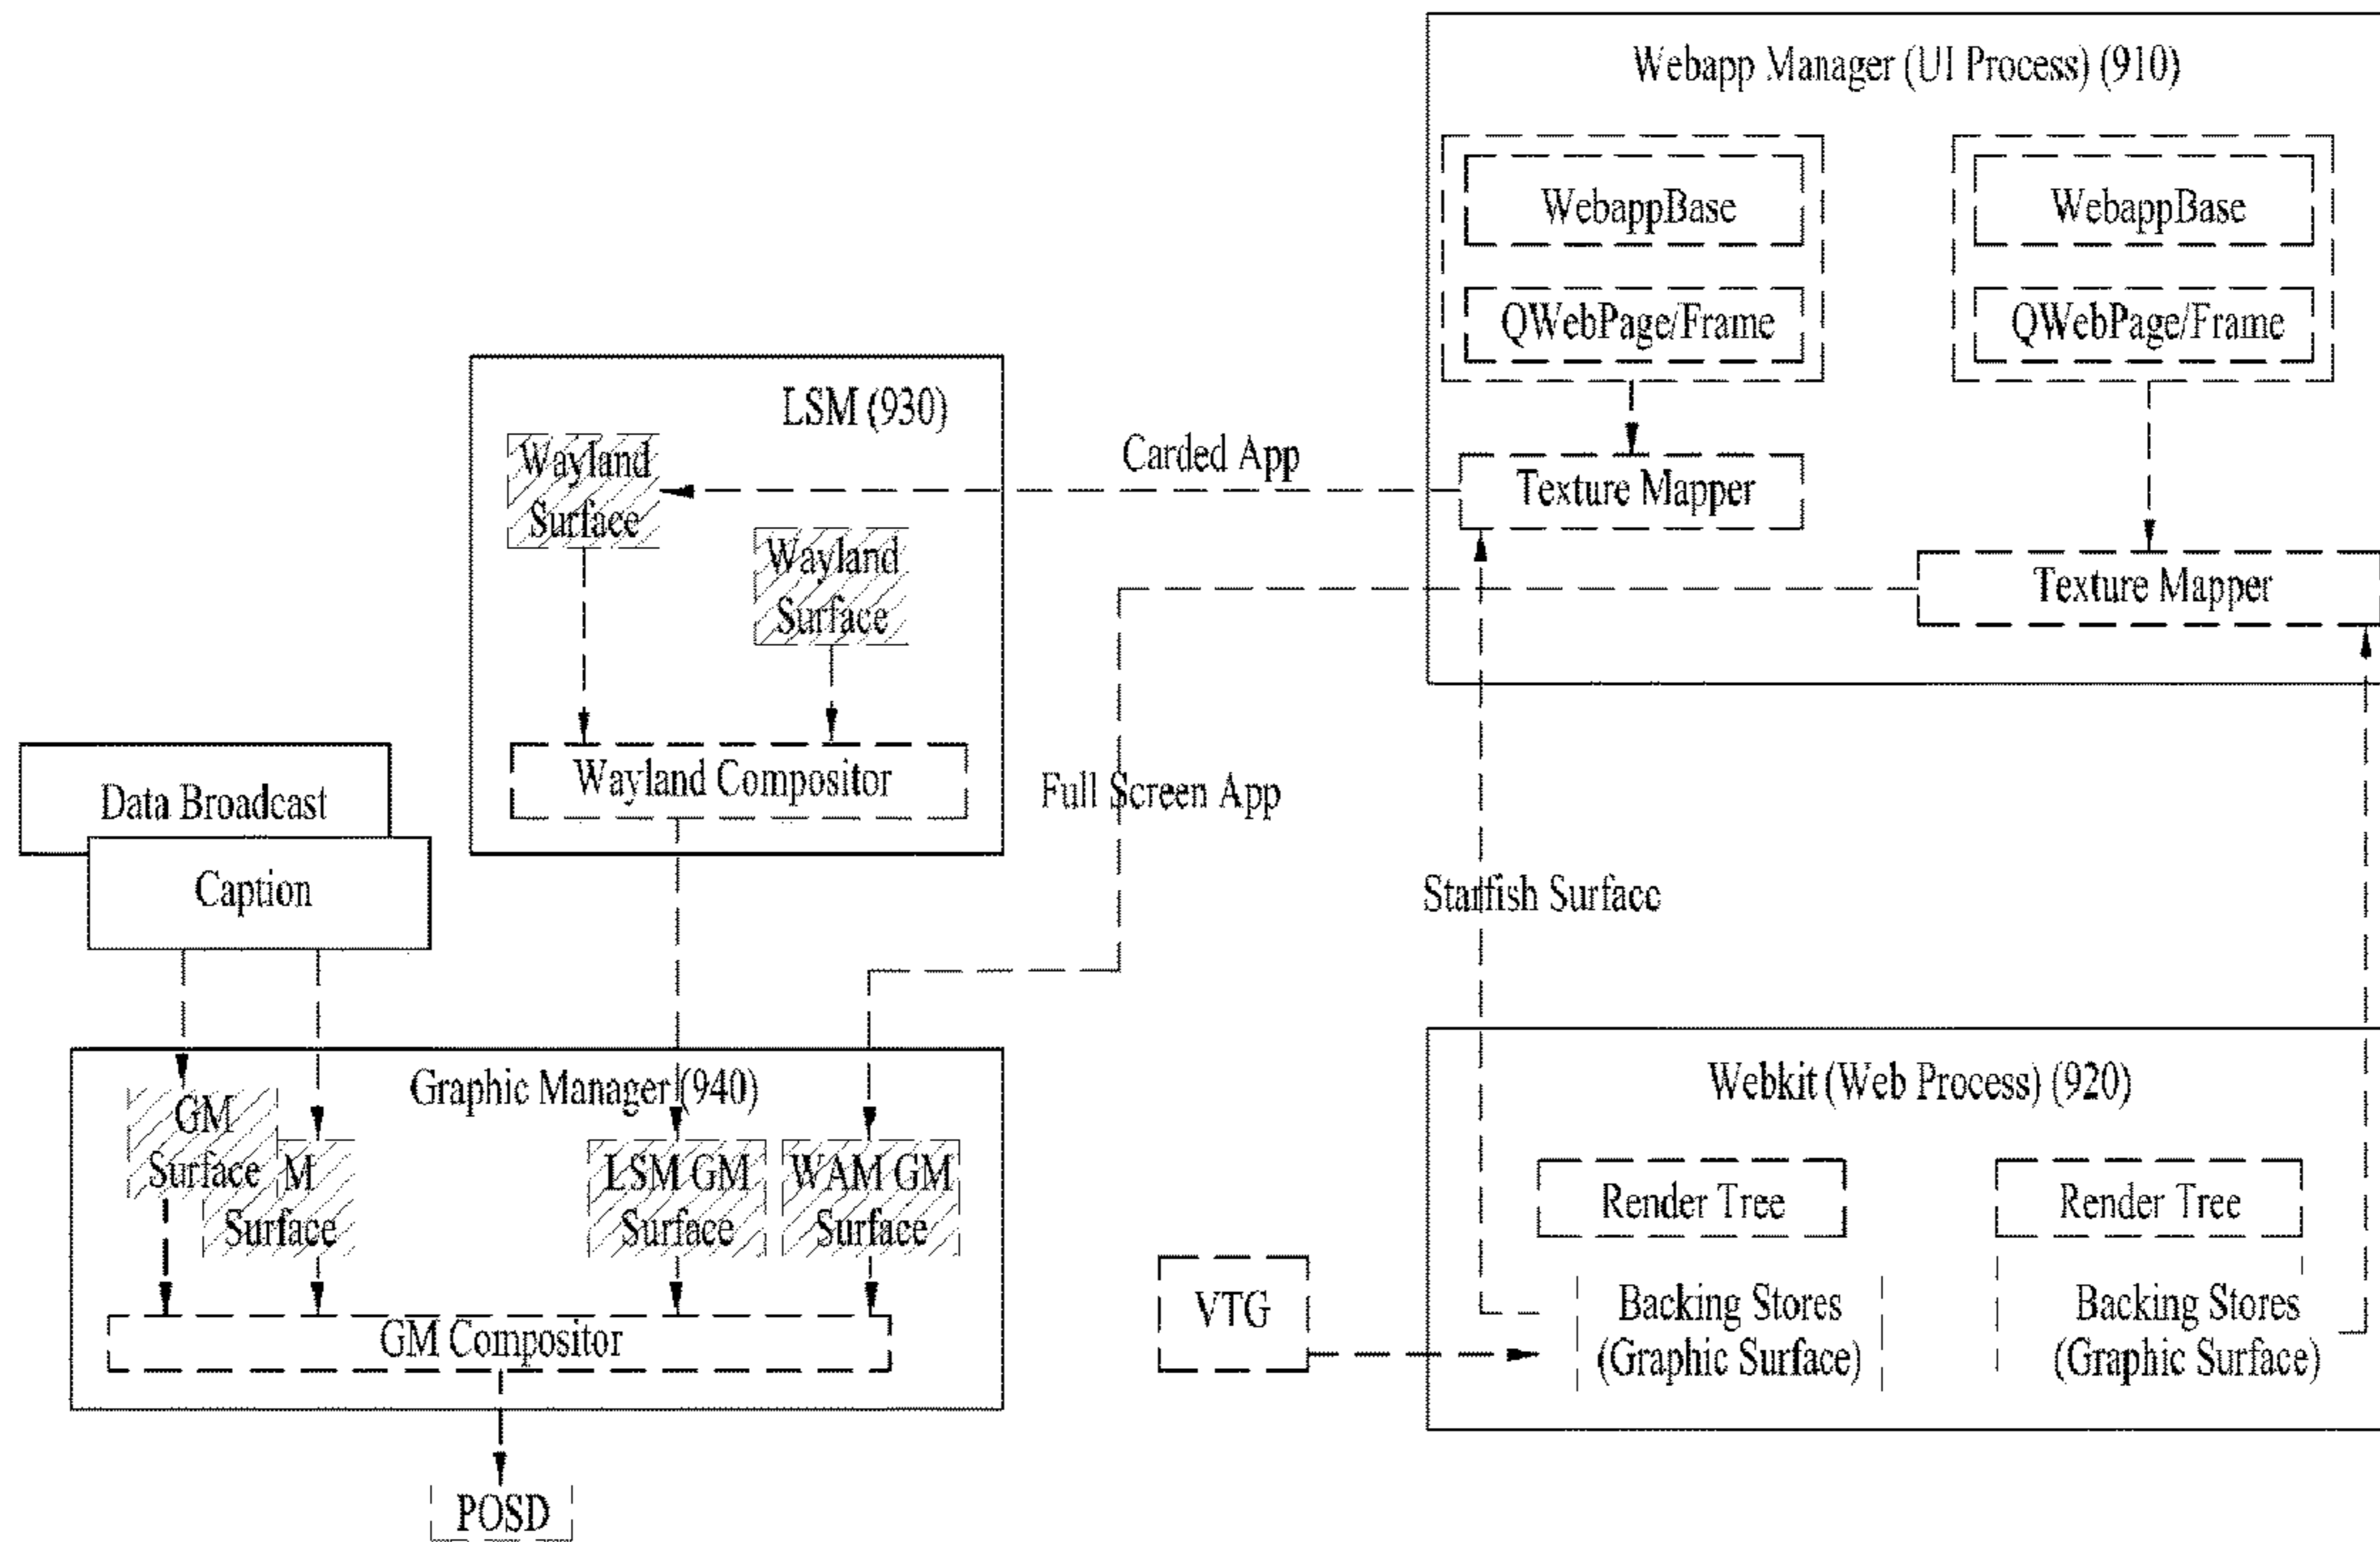 Webapp Manager (UI Process) (910)
WebappBase
QWebPage/Frame
Texture Mapper
WebappBase
QWebPage/Frame
Texture Mapper
LSM (930)
Wayland
Surface
Wayland
Surface
Wayland Compositor
Carded App
Full Screen App
Starfish Surface
Data Broadcast
Caption
Graphic Manager (940)
GM
Surface
M
Surface
LSM GM
Surface
WAM GM
Surface
GM Compositor
POSD
VTG
Webkit (Web Process) (920)
Render Tree
Backing Stores
(Graphic Surface)
Render Tree
Backing Stores
(Graphic Surface)